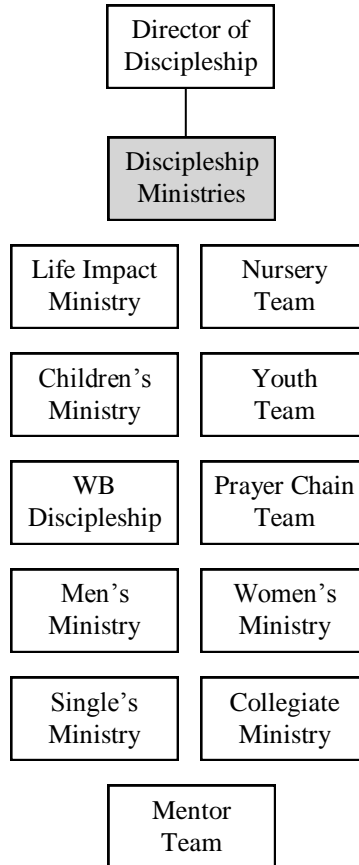 Director of
Discipleship
Discipleship
Ministries
Life Impact
Ministry
Nursery
Team
Children’s
Ministry
Youth
Team
WB
Discipleship
Prayer Chain
Team
Men’s
Ministry
Women’s
Ministry
Single’s
Ministry
Collegiate
Ministry
Mentor
Team